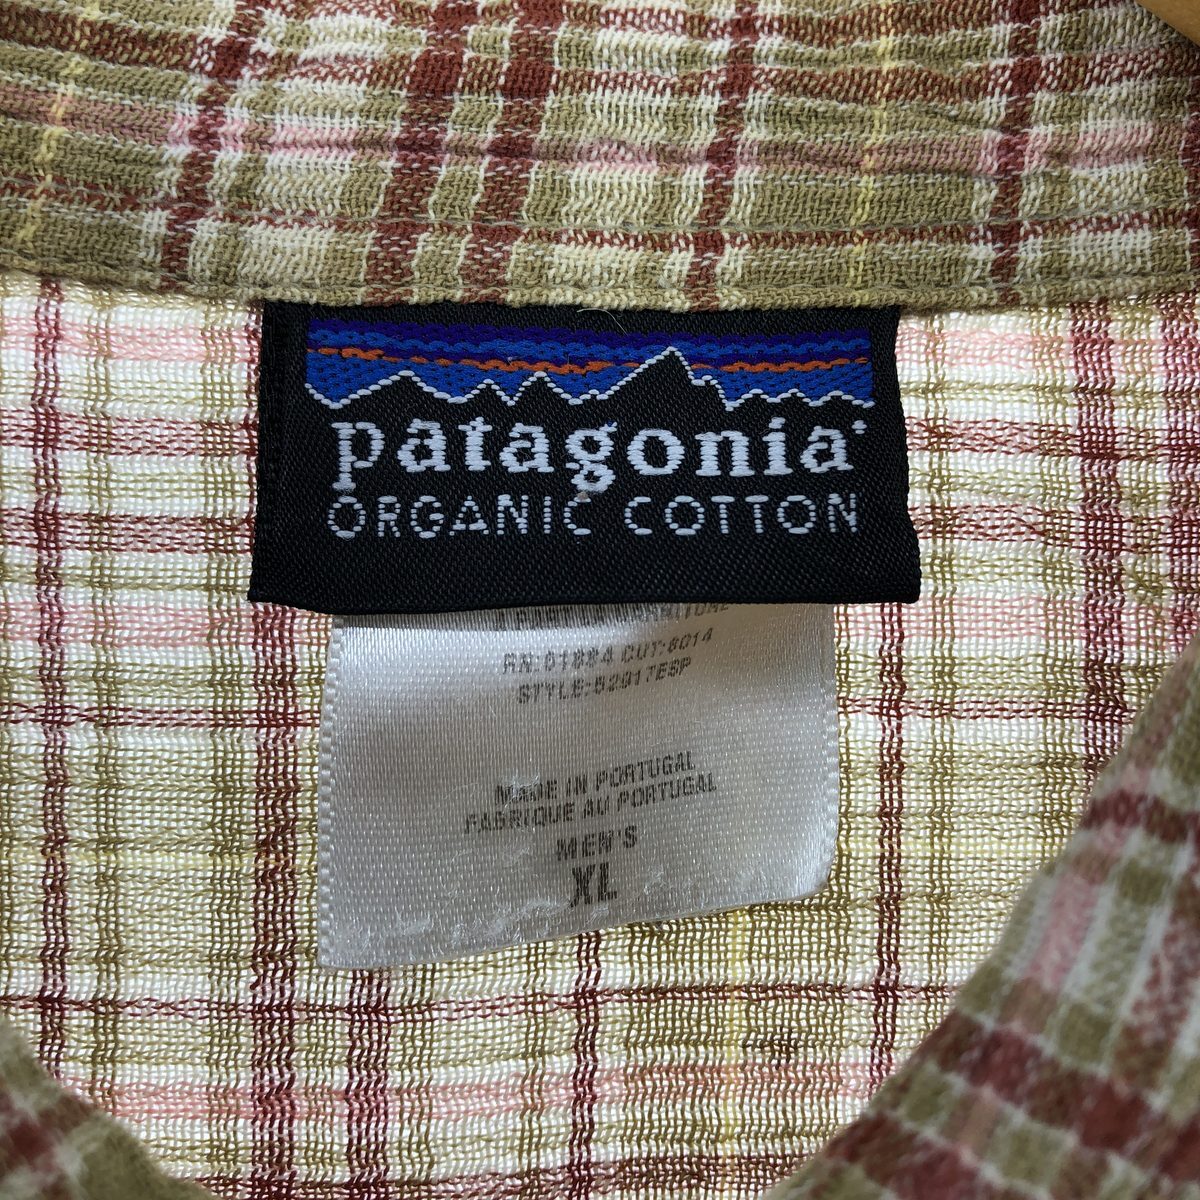 patagonia®
ORGANIC COTTON
RN:51884 CUT:8014
STYLE:52917ESP
MADE IN PORTUGAL
FABRIQUE AU PORTUGAL
MEN'S
XL